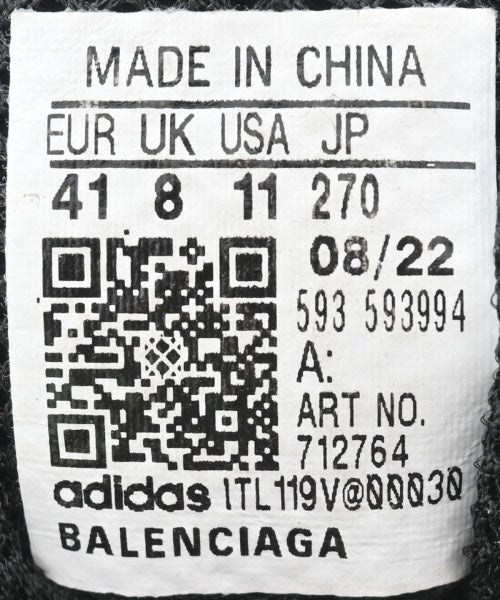 MADE IN CHINA
EUR UK USA JP
41 8 11 270
08/22
593 593994
A:
ART NO.
712764
adidas ITL119V@00030
BALENCIAGA